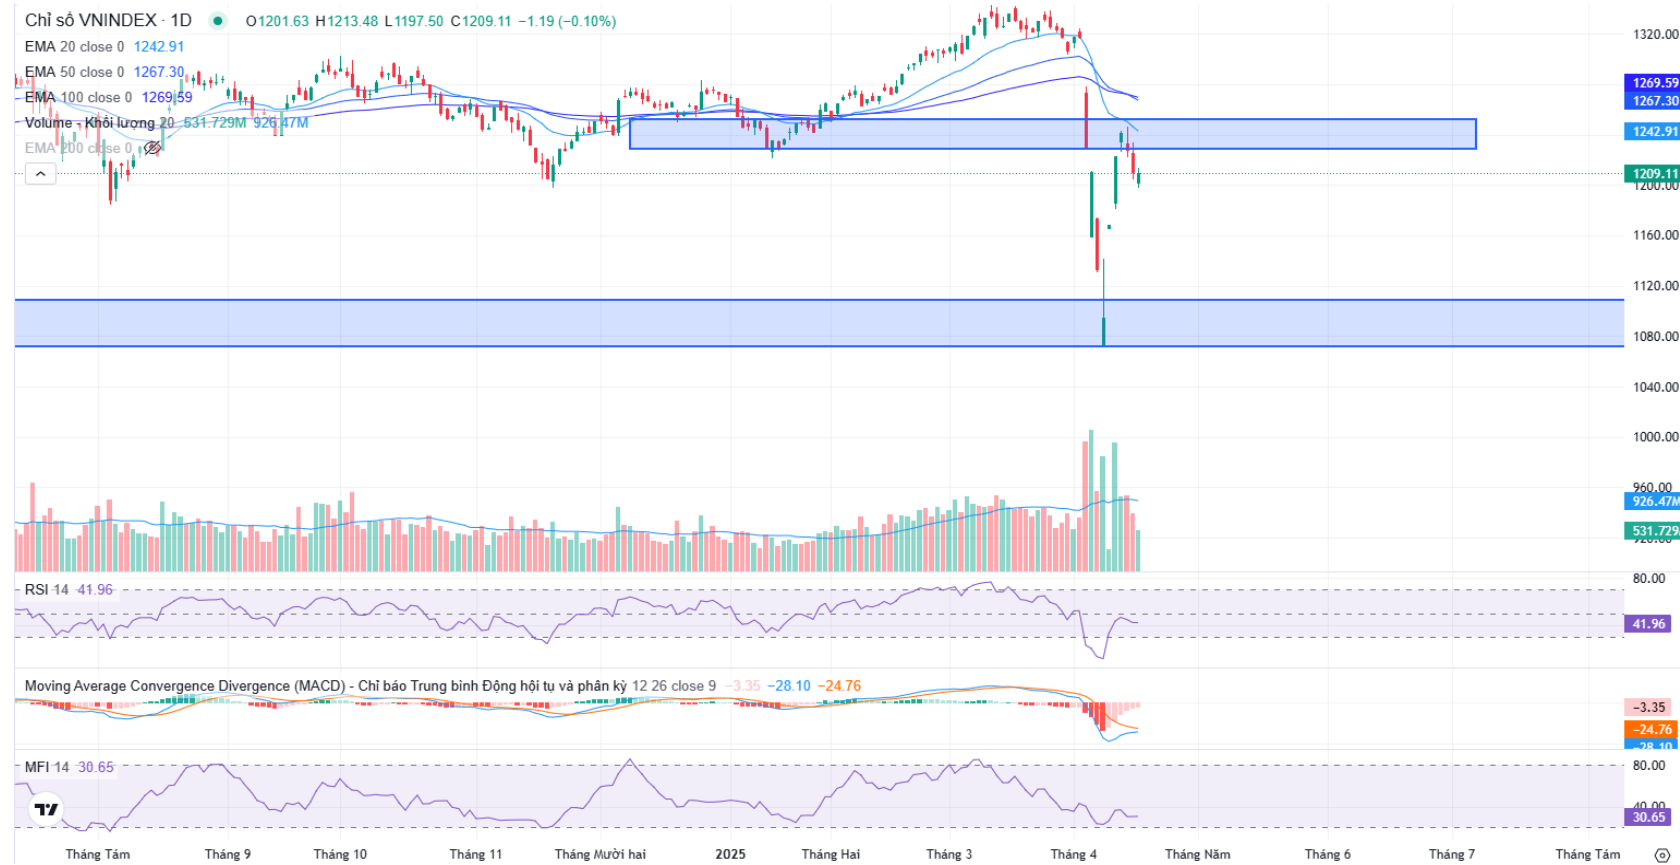 Chỉ số VNINDEX · 1D O1201.63 H1213.48 L1197.50 C1209.11 −1.19 (−0.10%)
EMA 20 close 0 1242.91
EMA 50 close 0 1267.30
EMA 100 close 0 1269.59
Volume - Khối lượng 20 531.729M 926.47M
EMA 200 close 0
1320.00
1269.59
1267.30
1242.91
1209.11
1200.00
1160.00
1120.00
1080.00
1040.00
1000.00
960.00
926.47M
531.729
RSI 14 41.96
80.00
41.96
Moving Average Convergence Divergence (MACD) - Chỉ báo Trung bình Động hội tụ và phân kỳ 12 26 close 9 −3.35 −28.10 −24.76
−3.35
−24.76
−28.10
MFI 14 30.65
80.00
40.00
30.65
Tháng Tám Tháng 9 Tháng 10 Tháng 11 Tháng Mười hai 2025 Tháng Hai Tháng 3 Tháng 4 Tháng Năm Tháng 6 Tháng 7 Tháng Tám